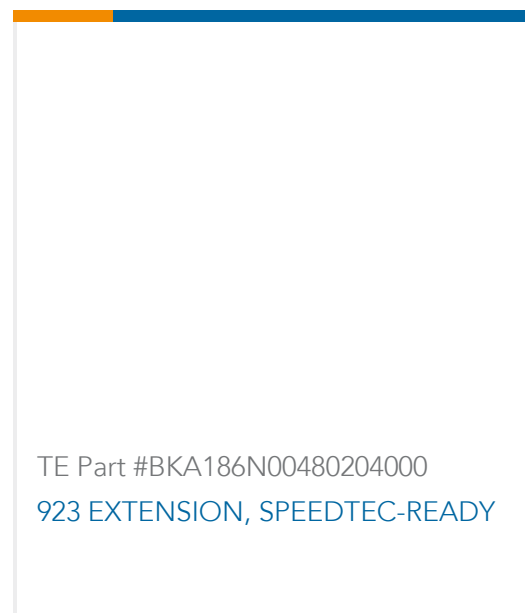 TE Part #BKA186N00480204000
923 EXTENSION, SPEEDTEC-READY